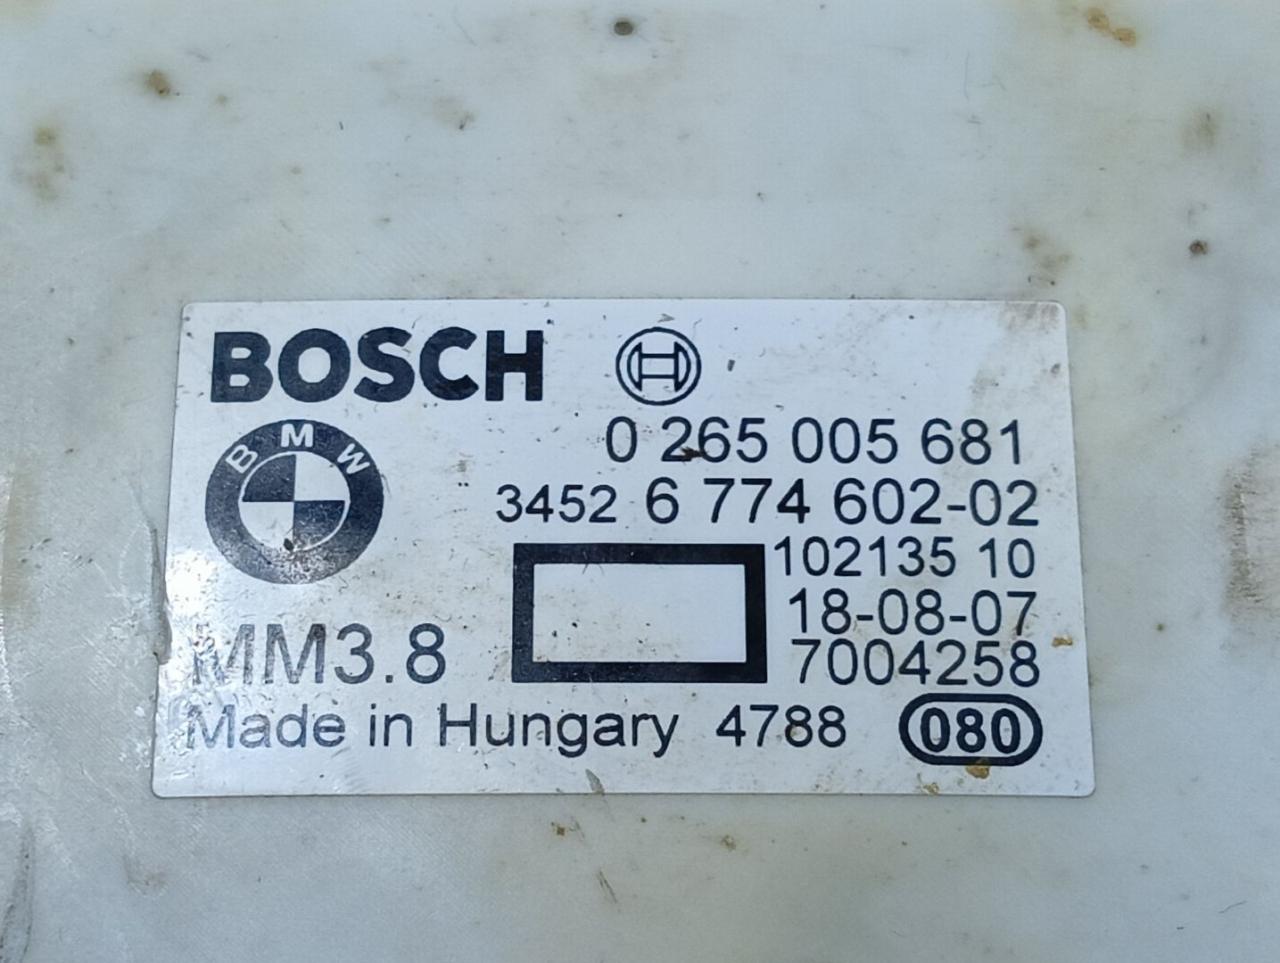 BOSCH
0 265 005 681
BMW
3452 6 774 602-02
102135 10
18-08-07
MM3.8
7004258
Made in Hungary 4788 080